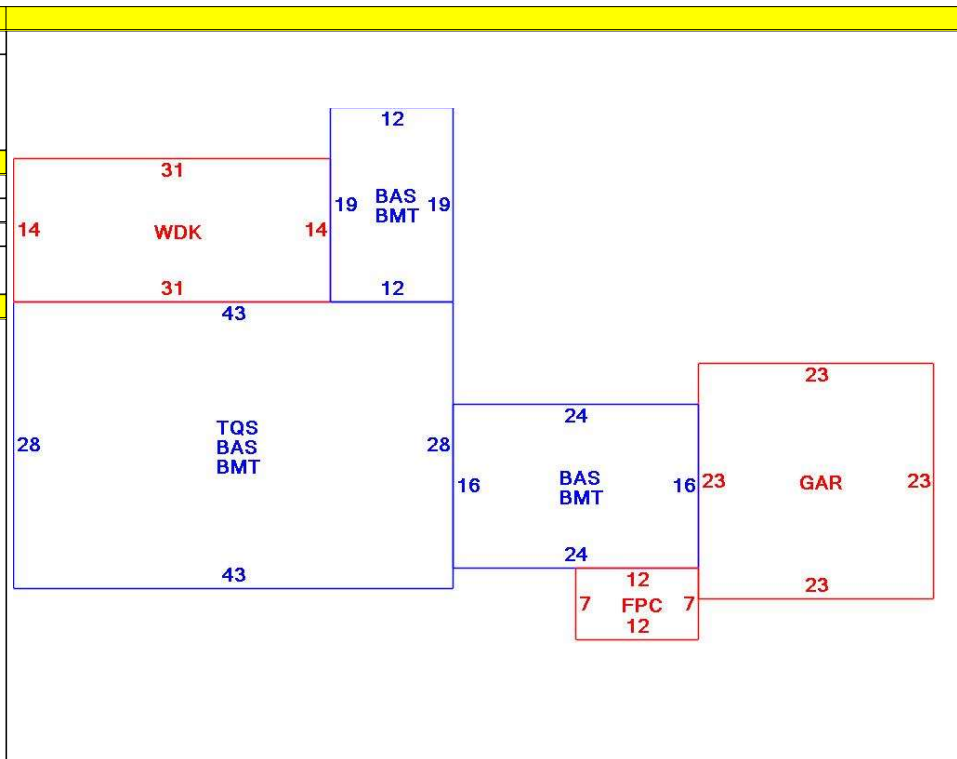 12
31
19 BAS 19
BMT
14 WDK 14
31
12
43
23
24
TQS
28 BAS 28
BMT
16 BAS 16
BMT
23 GAR 23
24
43
12
23
7 FPC 7
12